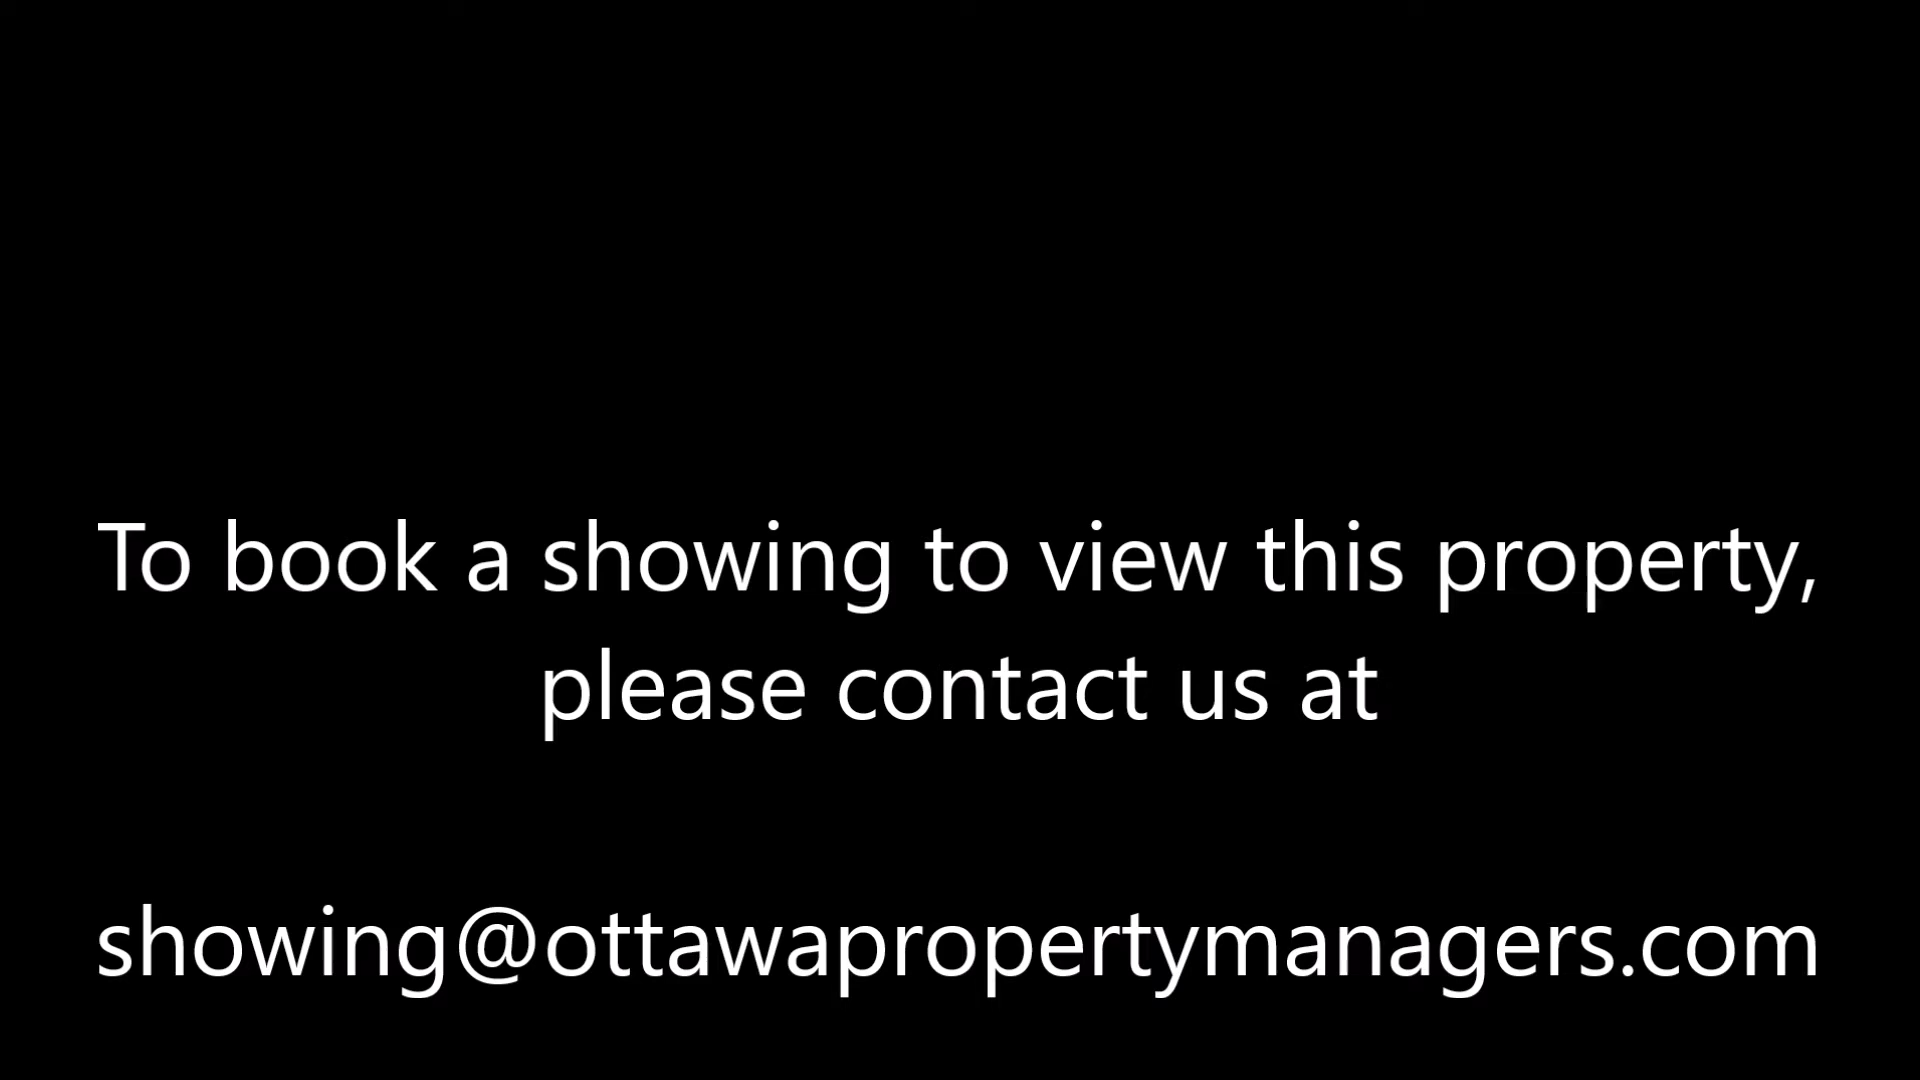 To book a showing to view this property,
please contact us at
showing@ottawapropertymanagers.com